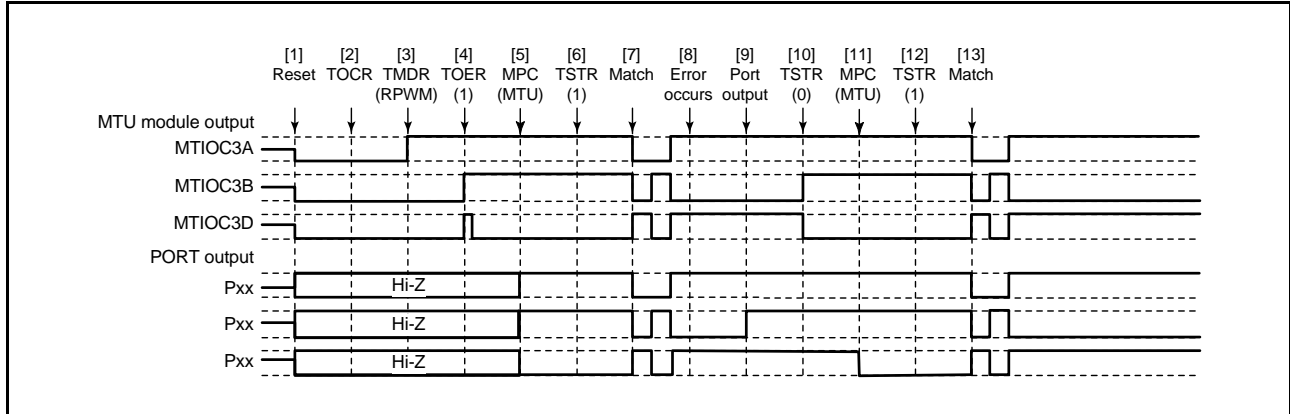 [1] [2] [3] [4] [5] [6] [7] [8] [9] [10] [11] [12] [13]
Reset TOCR TMDR TOER MPC TSTR Match Error Port TSTR MPC TSTR Match
(RPWM) (1) (MTU) (1) occurs output (0) (MTU) (1)
MTU module output
MTIOC3A
MTIOC3B
MTIOC3D
PORT output
Pxx Hi-Z
Pxx Hi-Z
Pxx Hi-Z